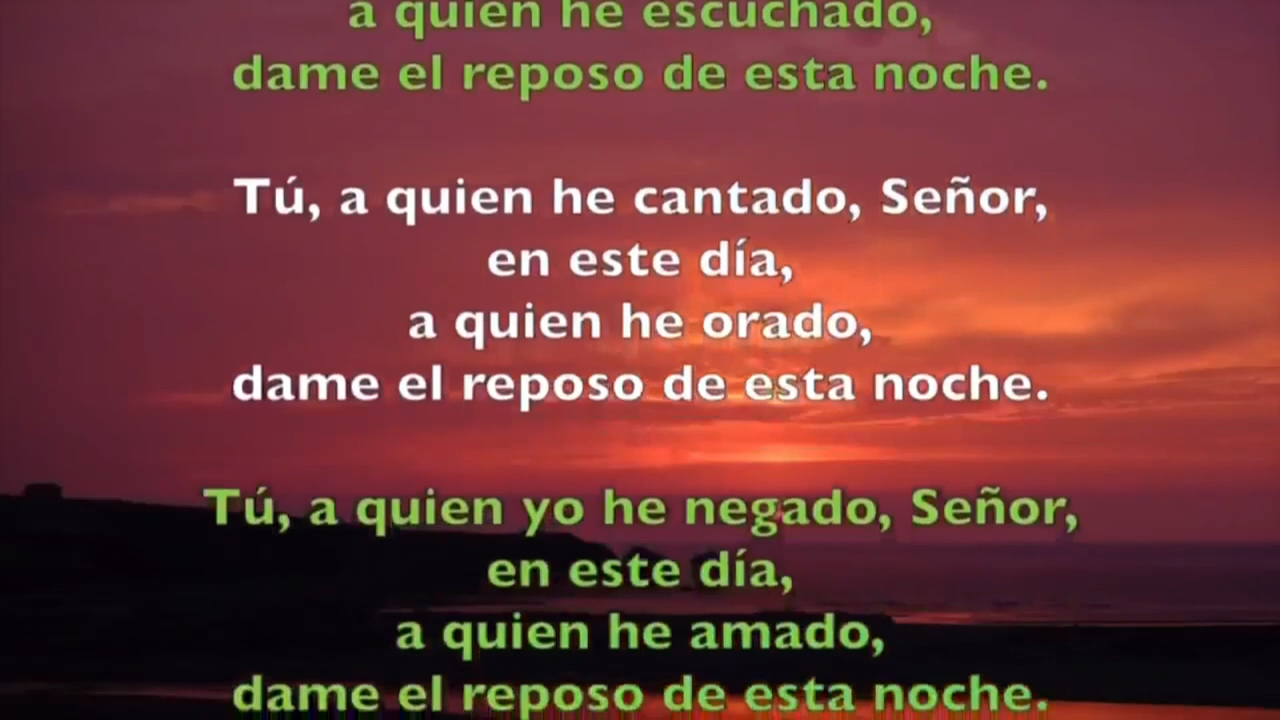 a quien he escuchado,
dame el reposo de esta noche.
Tú, a quien he cantado, Señor,
en este día,
a quien he orado,
dame el reposo de esta noche.
Tú, a quien yo he negado, Señor,
en este día,
a quien he amado,
dame el reposo de esta noche.